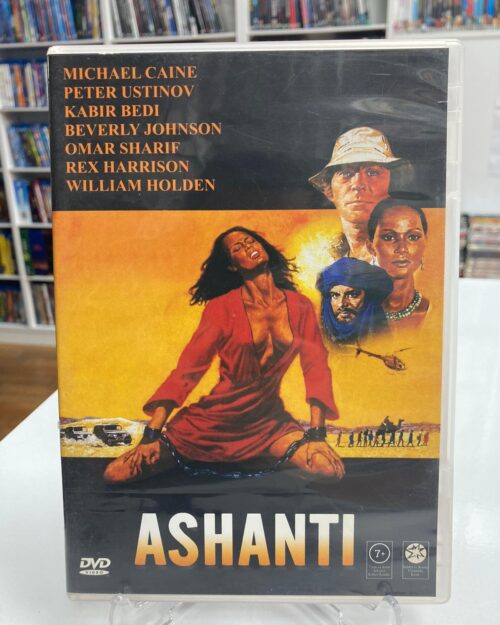 MICHAEL CAINE
PETER USTINOV
KABIR BEDI
BEVERLY JOHNSON
OMAR SHARIF
REX HARRISON
WILLIAM HOLDEN
ASHANTI
DVD
VIDEO
7+